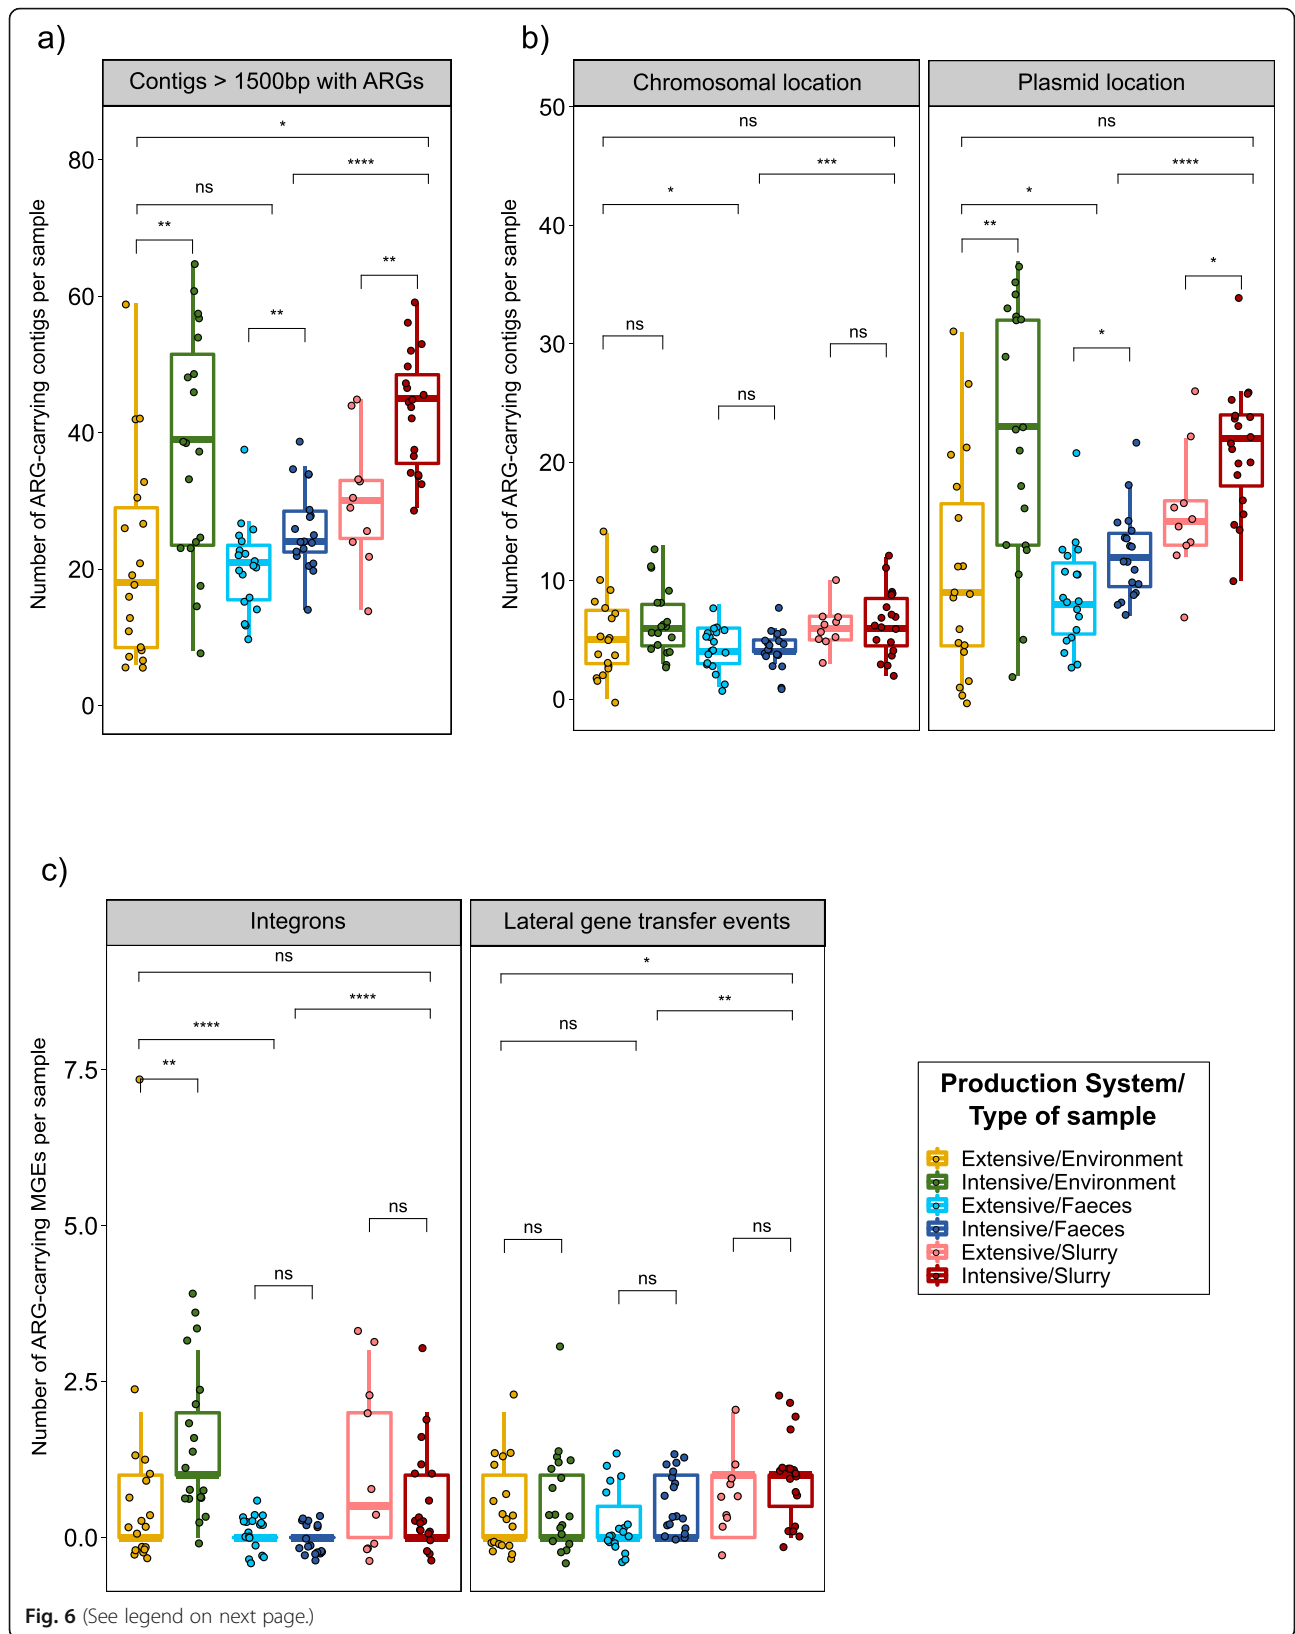 a)
Contigs > 1500bp with ARGs
Number of ARG-carrying contigs per sample
80
60
40
20
0
*
****
ns
**
**
**
b)
Chromosomal location
Plasmid location
Number of ARG-carrying contigs per sample
50
40
30
20
10
0
ns
***
*
ns
ns
ns
ns
****
*
**
*
*
c)
Integrons
Lateral gene transfer events
Number of ARG-carrying MGEs per sample
7.5
5.0
2.5
0.0
ns
****
****
**
ns
ns
*
**
ns
ns
ns
ns
Production System/
Type of sample
Extensive/Environment
Intensive/Environment
Extensive/Faeces
Intensive/Faeces
Extensive/Slurry
Intensive/Slurry
Fig. 6 (See legend on next page.)